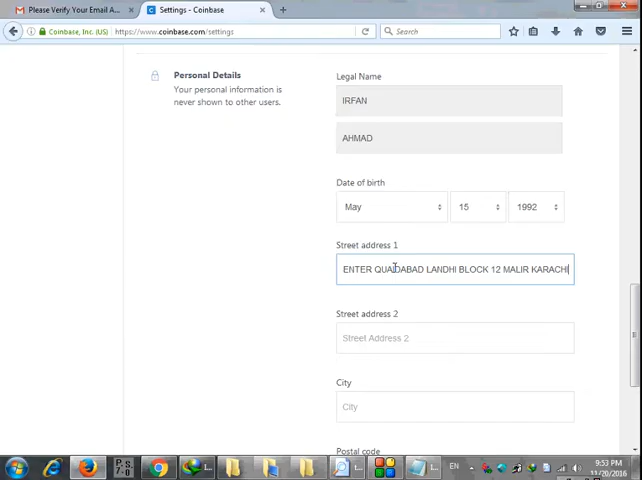 Please Verify Your Email A...
Settings - Coinbase
Coinbase, Inc. (US)
https://www.coinbase.com/settings
Search
Personal Details
Your personal information is
never shown to other users.
Legal Name
IRFAN
AHMAD
Date of birth
May
15
1992
Street address 1
ENTER QUAIDABAD LANDHI BLOCK 12 MALIR KARACHI
Street address 2
Street Address 2
City
City
Postal code
P.S.
7-0
EN
9:53 PM
11/20/2016